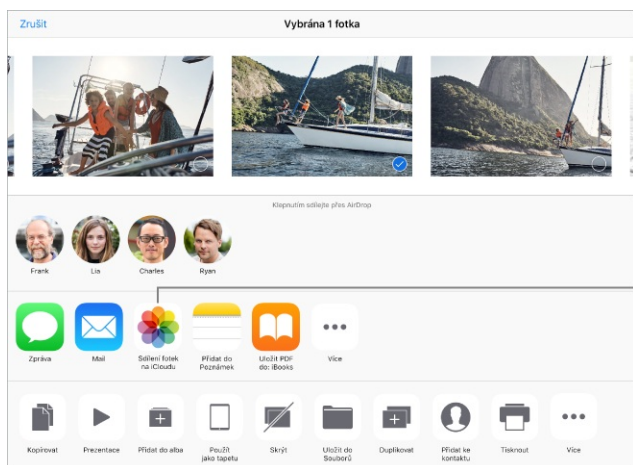 Zrušit
Vybrána 1 fotka
Klepnutím sdílejte přes AirDrop
Frank
Lia
Charles
Ryan
Zpráva
Mail
Sdílení fotek
na iCloudu
Přidat do
Poznámek
Uložit PDF
do: iBooks
Více
Kopírovat
Prezentace
Přidat do alba
Použít
jako tapetu
Skrýt
Uložit do
Souborů
Duplikovat
Přidat ke
kontaktu
Tisknout
Více